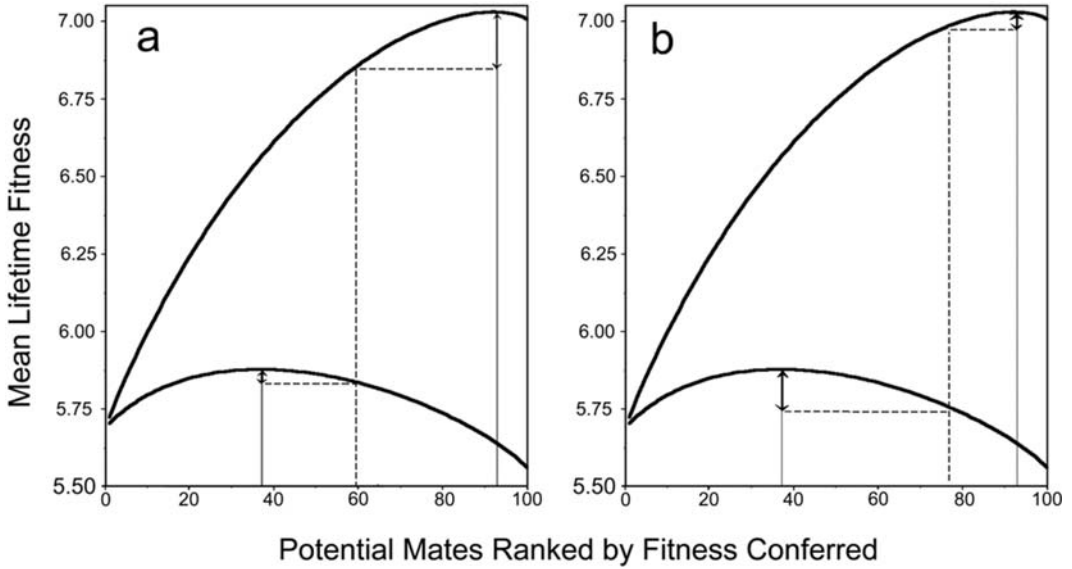 a
b
Mean Lifetime Fitness
7.00
6.75
6.50
6.25
6.00
5.75
5.50
0 20 40 60 80 100
7.00
6.75
6.50
6.25
6.00
5.75
5.50
0 20 40 60 80 100
Potential Mates Ranked by Fitness Conferred